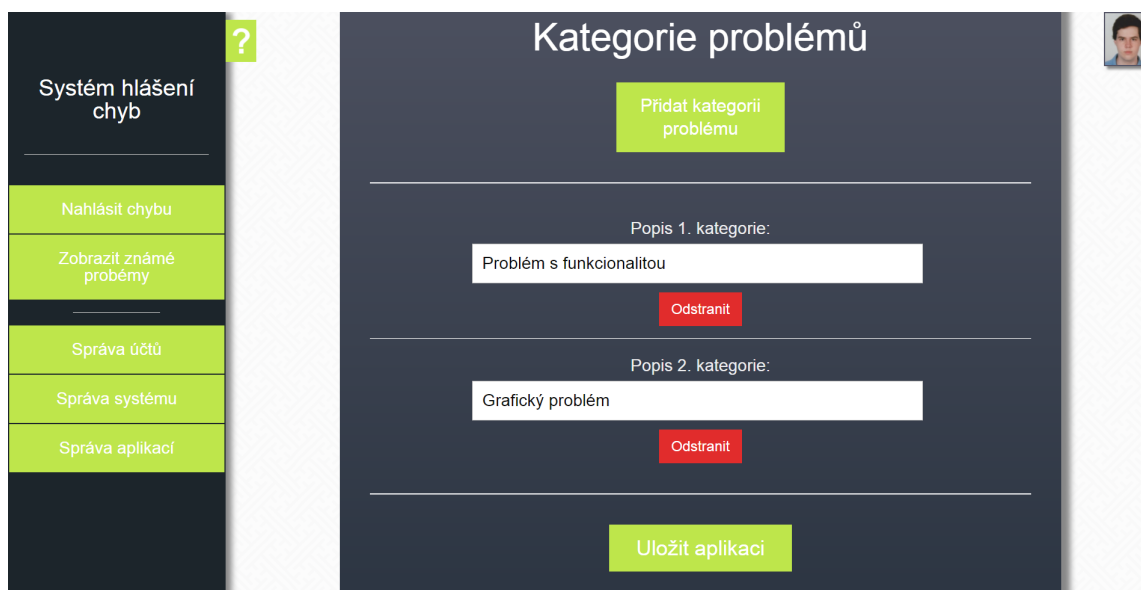 Systém hlášení
chyb
Nahlásit chybu
Zobrazit známé
probémy
Správa účtů
Správa systému
Správa aplikací
?
Kategorie problémů
Přidat kategorii
problému
Popis 1. kategorie:
Problém s funkcionalitou
Odstranit
Popis 2. kategorie:
Grafický problém
Odstranit
Uložit aplikaci